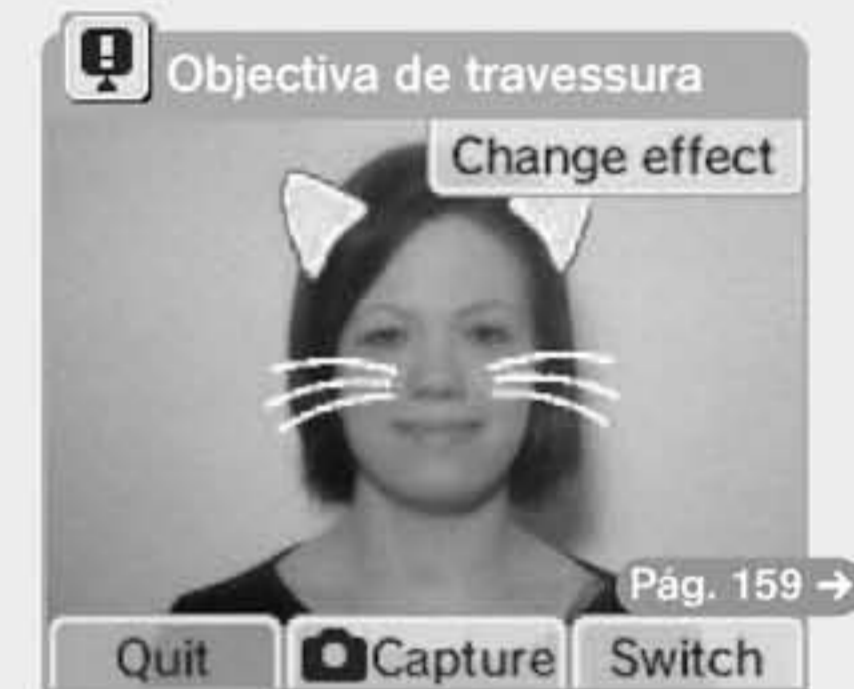 Objectiva de travessura
Change effect
Pág. 159 →
Quit
Capture
Switch